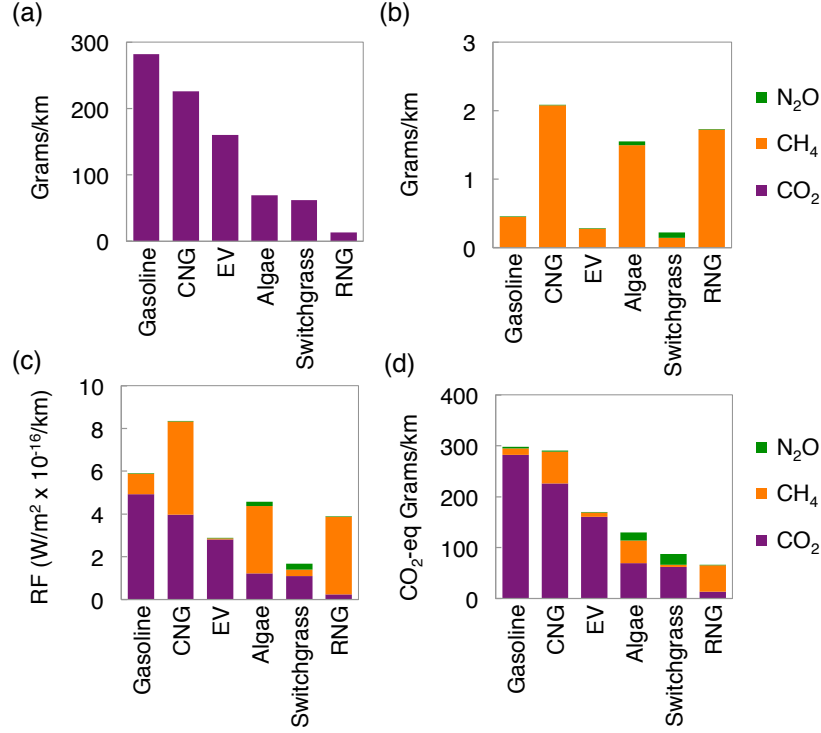 (a)
300
200
100
0
Grams/km
Gasoline
CNG
EV
Algae
Switchgrass
RNG
(b)
3
2
1
0
Grams/km
Gasoline
CNG
EV
Algae
Switchgrass
RNG
N₂O
CH₄
CO₂
(c)
10
8
6
4
2
0
RF (W/m² x 10⁻¹⁶/km)
Gasoline
CNG
EV
Algae
Switchgrass
RNG
(d)
400
300
200
100
0
CO₂-eq Grams/km
Gasoline
CNG
EV
Algae
Switchgrass
RNG
N₂O
CH₄
CO₂